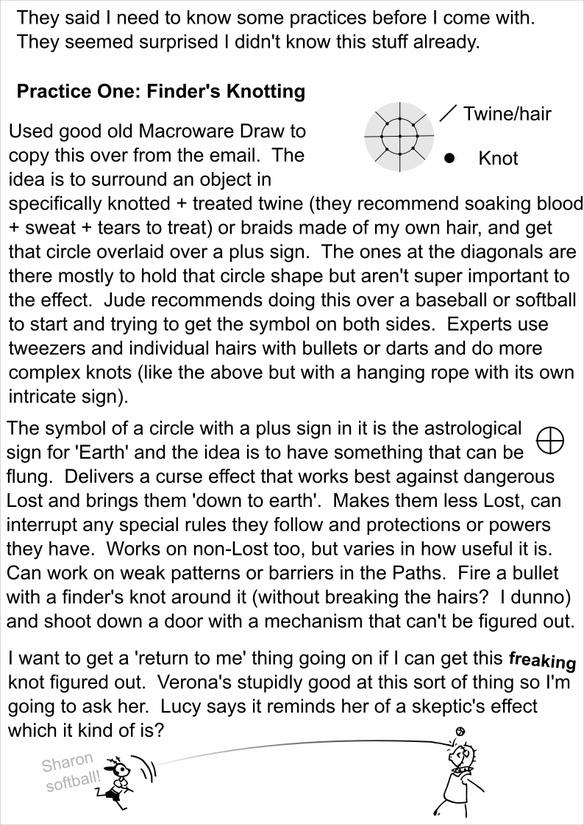 They said I need to know some practices before I come with.
They seemed surprised I didn't know this stuff already.
Practice One: Finder's Knotting
Twine/hair
Knot
Used good old Macroware Draw to
copy this over from the email.  The
idea is to surround an object in
specifically knotted + treated twine (they recommend soaking blood
+ sweat + tears to treat) or braids made of my own hair, and get
that circle overlaid over a plus sign.  The ones at the diagonals are
there mostly to hold that circle shape but aren't super important to
the effect.  Jude recommends doing this over a baseball or softball
to start and trying to get the symbol on both sides.  Experts use
tweezers and individual hairs with bullets or darts and do more
complex knots (like the above but with a hanging rope with its own
intricate sign).
The symbol of a circle with a plus sign in it is the astrological
sign for 'Earth' and the idea is to have something that can be
flung.  Delivers a curse effect that works best against dangerous
Lost and brings them 'down to earth'.  Makes them less Lost, can
interrupt any special rules they follow and protections or powers
they have.  Works on non-Lost too, but varies in how useful it is.
Can work on weak patterns or barriers in the Paths.  Fire a bullet
with a finder's knot around it (without breaking the hairs?  I dunno)
and shoot down a door with a mechanism that can't be figured out.
I want to get a 'return to me' thing going on if I can get this freaking
knot figured out.  Verona's stupidly good at this sort of thing so I'm
going to ask her.  Lucy says it reminds her of a skeptic's effect
which it kind of is?
Sharon
softball!